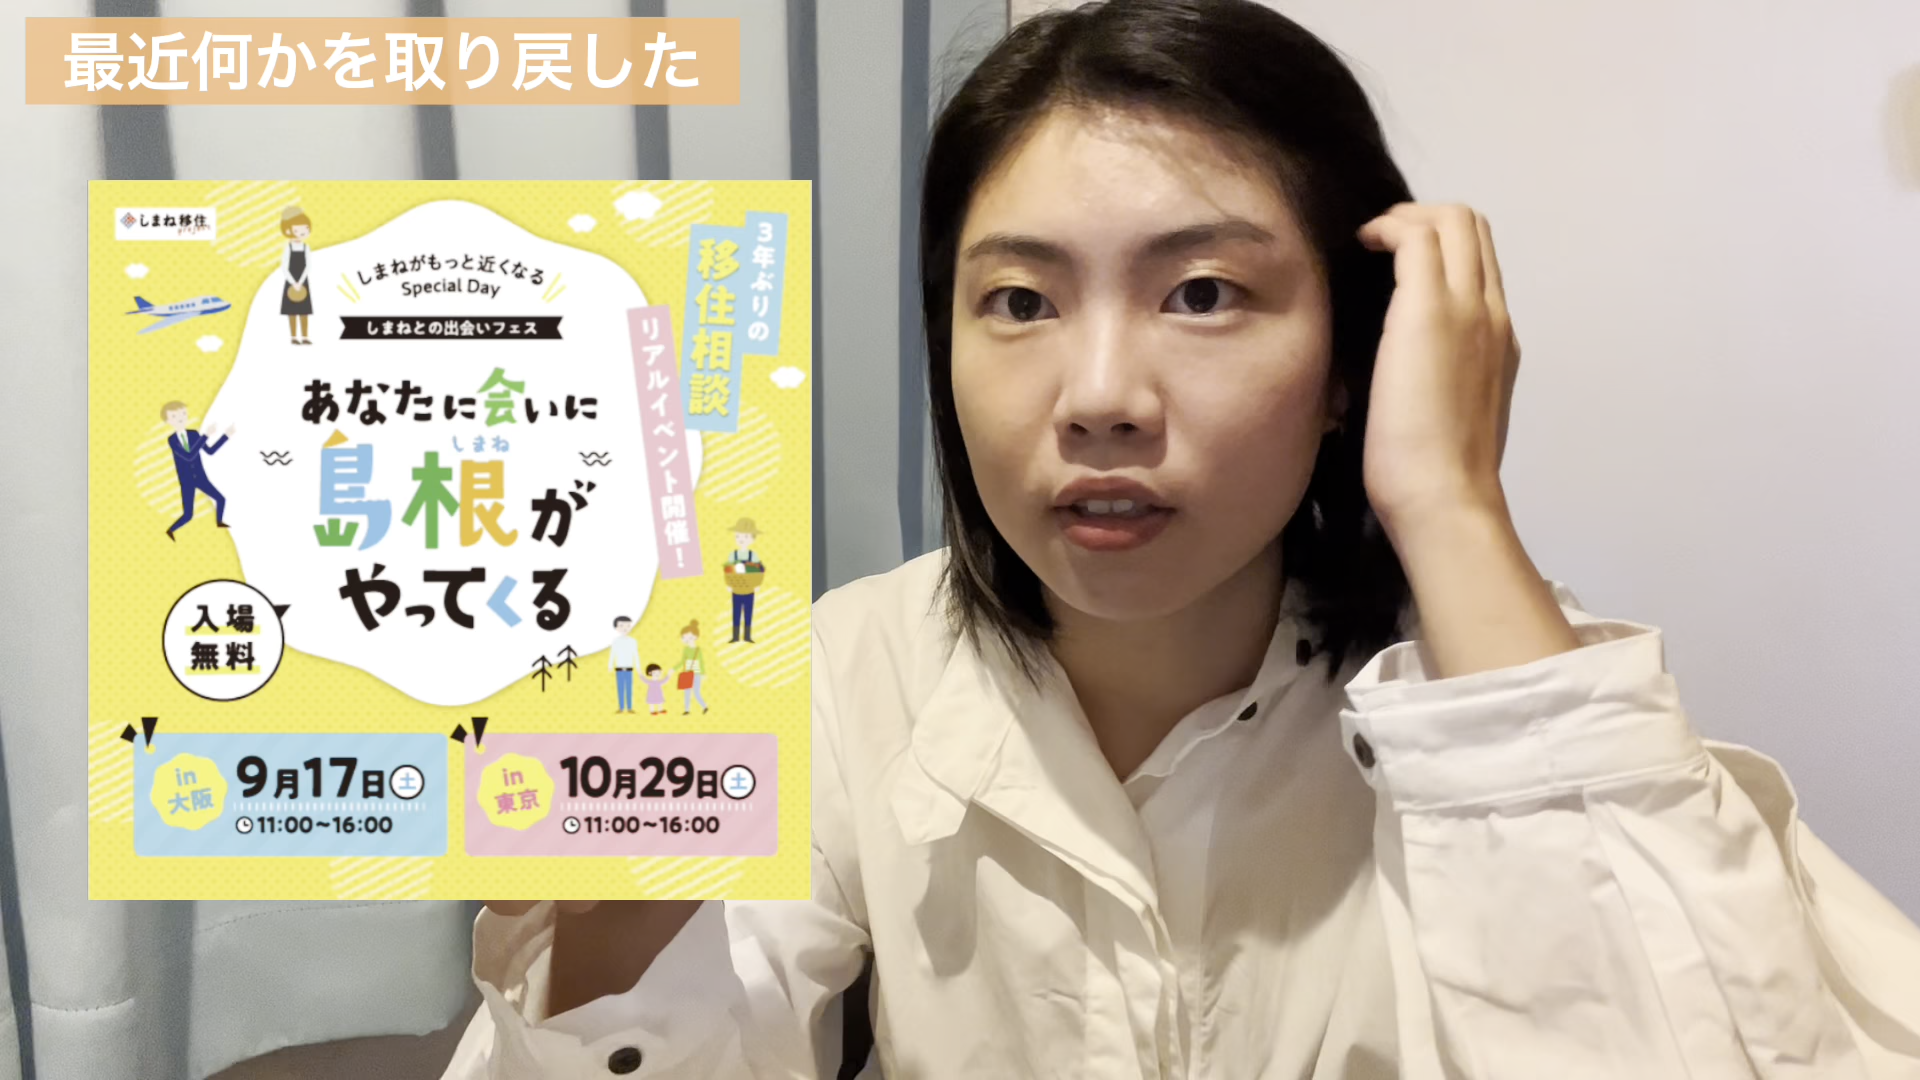 最近何かを取り戻した
しまね移住
project
しまねがもっと近くなる
Special Day
しまねとの出会いフェス
3年ぶりの
移住相談
リアルイベント開催!
あなたに会いに
しまね
島根が
やってくる
入場
無料
in
大阪
9月17日土
11:00~16:00
in
東京
10月29日土
11:00~16:00